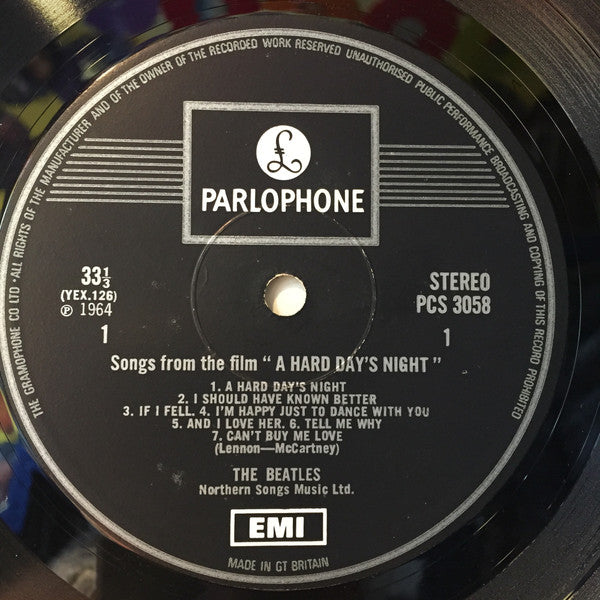 THE GRAMOPHONE CO LTD · ALL RIGHTS OF THE MANUFACTURER AND OF THE OWNER OF THE RECORDED WORK RESERVED UNAUTHORISED PUBLIC PERFORMANCE BROADCASTING AND COPYING OF THIS RECORD PROHIBITED
£
PARLOPHONE
33⅓
(YEX.126)
℗ 1964
1
STEREO
PCS 3058
1
Songs from the film “ A HARD DAY'S NIGHT ”
1. A HARD DAY'S NIGHT
2. I SHOULD HAVE KNOWN BETTER
3. IF I FELL. 4. I'M HAPPY JUST TO DANCE WITH YOU
5. AND I LOVE HER. 6. TELL ME WHY
7. CAN'T BUY ME LOVE
(Lennon—McCartney)
THE BEATLES
Northern Songs Music Ltd.
EMI
MADE IN GT BRITAIN